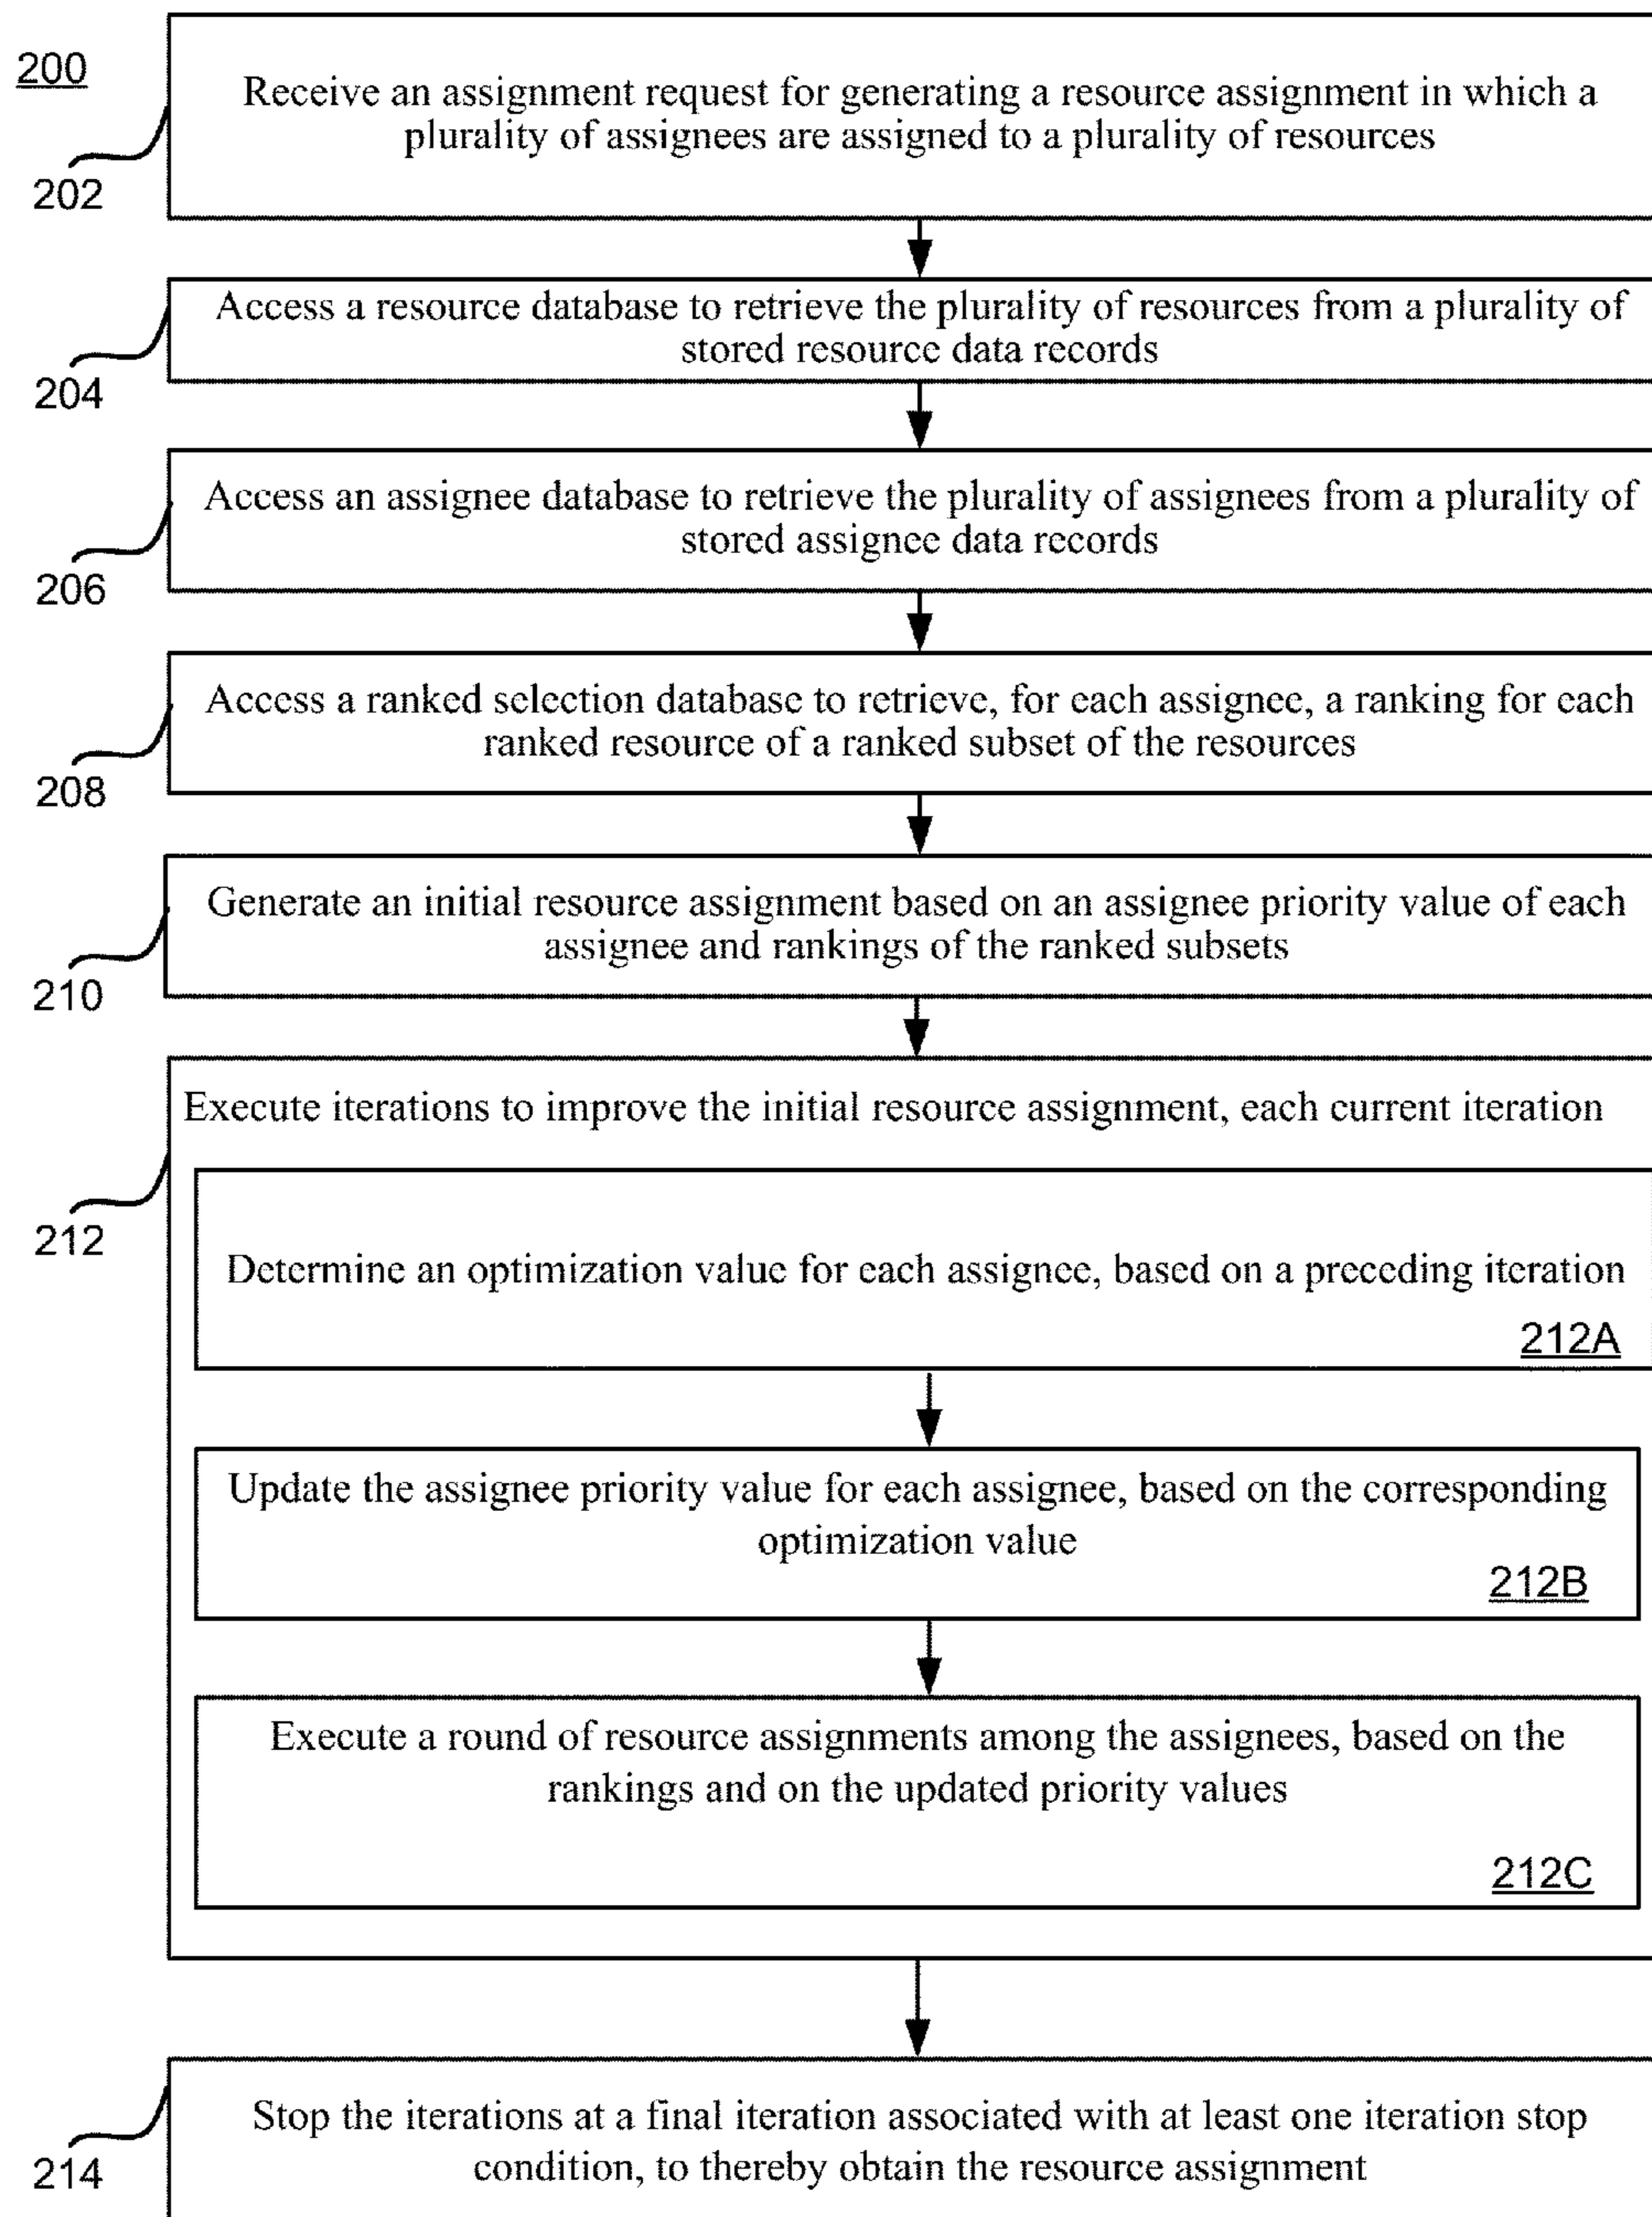 200
Receive an assignment request for generating a resource assignment in which a
plurality of assignees are assigned to a plurality of resources
202
Access a resource database to retrieve the plurality of resources from a plurality of
stored resource data records
204
Access an assignee database to retrieve the plurality of assignees from a plurality of
stored assignee data records
206
Access a ranked selection database to retrieve, for each assignee, a ranking for each
ranked resource of a ranked subset of the resources
208
Generate an initial resource assignment based on an assignee priority value of each
assignee and rankings of the ranked subsets
210
Execute iterations to improve the initial resource assignment, each current iteration
212
Determine an optimization value for each assignee, based on a preceding iteration
212A
Update the assignee priority value for each assignee, based on the corresponding
optimization value
212B
Execute a round of resource assignments among the assignees, based on the
rankings and on the updated priority values
212C
Stop the iterations at a final iteration associated with at least one iteration stop
condition, to thereby obtain the resource assignment
214